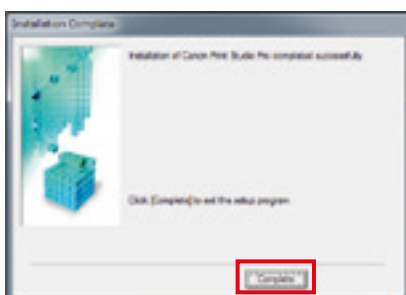 Installation Complete
Installation of Canon Print Studio Pro completed successfully.
Click [Complete] to exit the setup program.
Complete